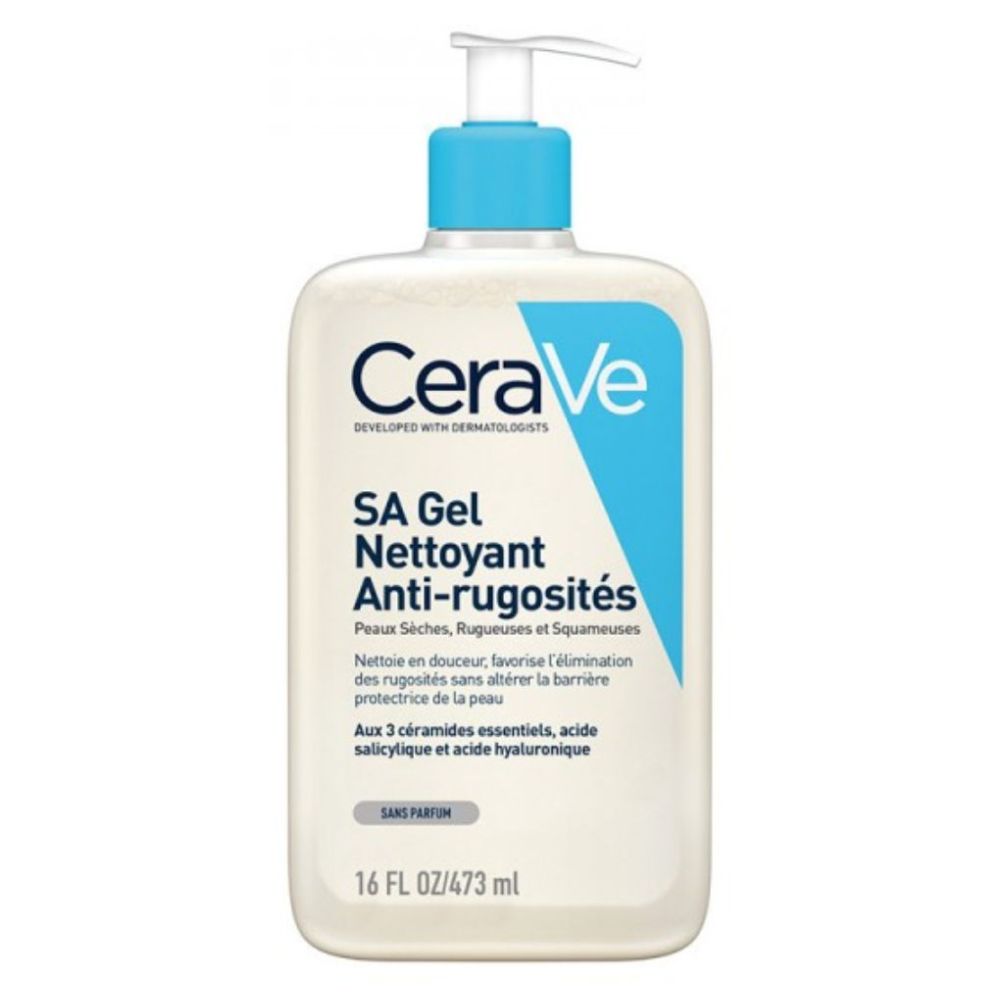 CeraVe
DEVELOPED WITH DERMATOLOGISTS
SA Gel
Nettoyant
Anti-rugosités
Peaux Sèches, Rugueuses et Squameuses
Nettoie en douceur, favorise l'élimination
des rugosités sans altérer la barrière
protectrice de la peau
Aux 3 céramides essentiels, acide
salicylique et acide hyaluronique
SANS PARFUM
16 FL OZ/473 ml